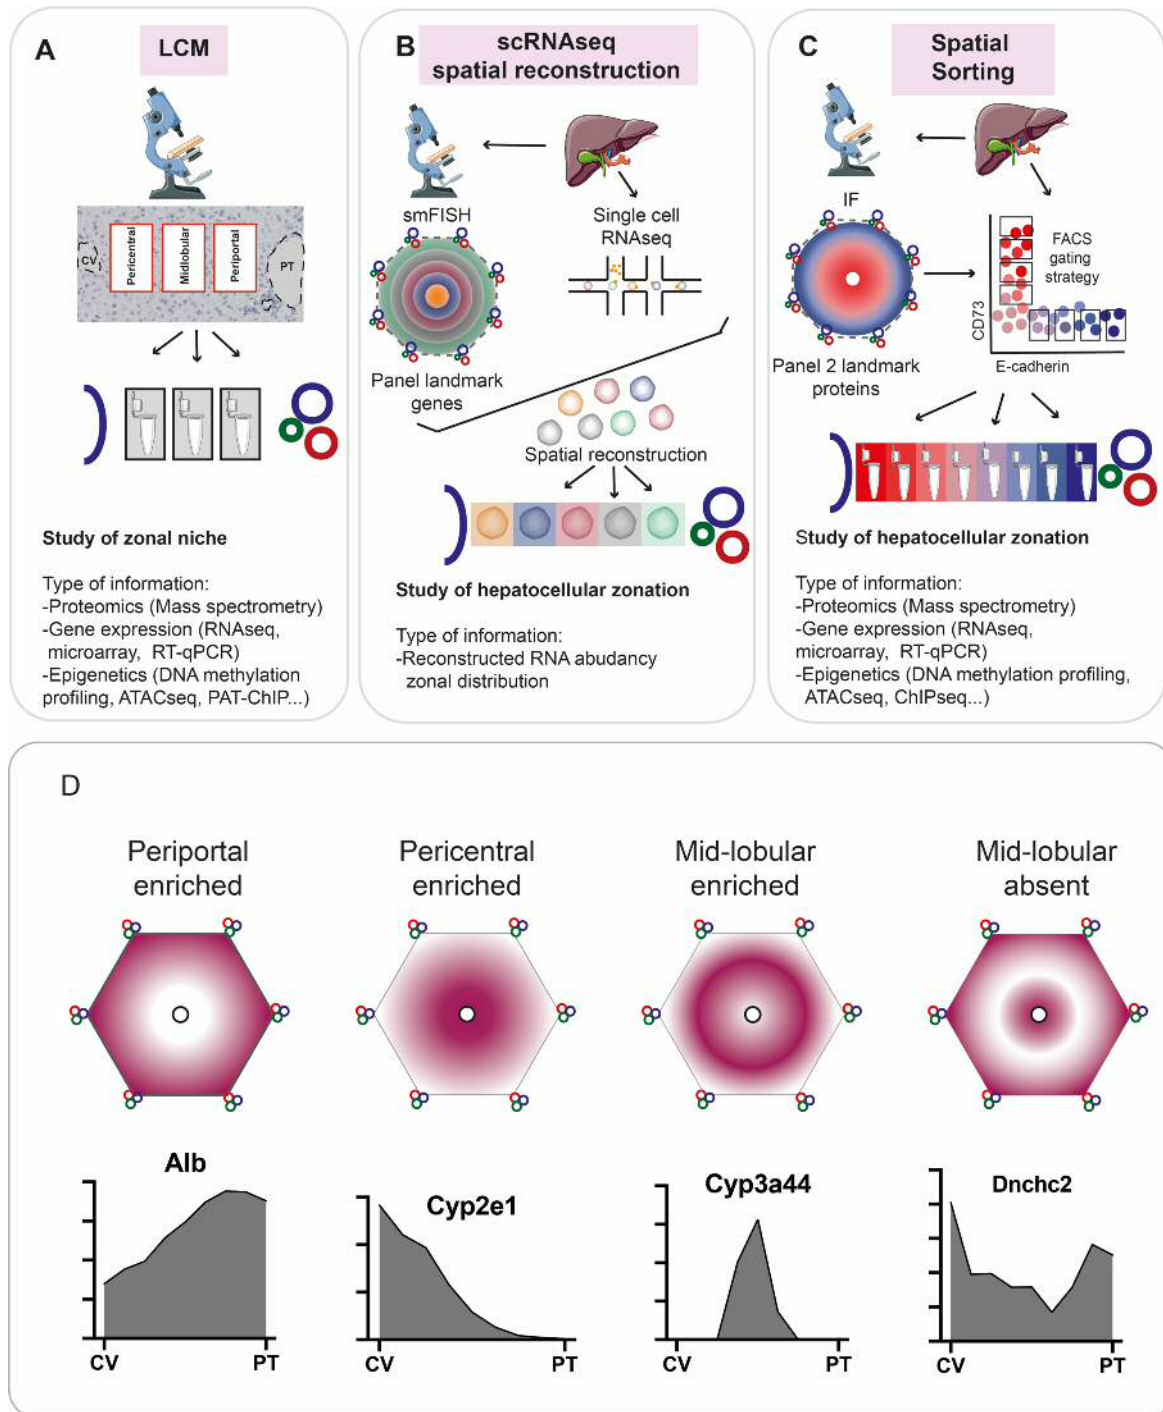 A
LCM
CV
Pericentral
Midlobular
Periportal
PT
Study of zonal niche
Type of information:
-Proteomics (Mass spectrometry)
-Gene expression (RNAseq,
microarray, RT-qPCR)
-Epigenetics (DNA methylation
profiling, ATACseq, PAT-ChIP...)
B
scRNAseq
spatial reconstruction
smFISH
Single cell
RNAseq
Panel landmark
genes
Spatial reconstruction
Study of hepatocellular zonation
Type of information:
-Reconstructed RNA abudancy
zonal distribution
C
Spatial
Sorting
IF
FACS
gating
strategy
CD73
E-cadherin
Panel 2 landmark
proteins
Study of hepatocellular zonation
Type of information:
-Proteomics (Mass spectrometry)
-Gene expression (RNAseq,
microarray, RT-qPCR)
-Epigenetics (DNA methylation profiling,
ATACseq, ChIPseq...)
D
Periportal
enriched
Pericentral
enriched
Mid-lobular
enriched
Mid-lobular
absent
Alb
CV
PT
Cyp2e1
CV
PT
Cyp3a44
CV
PT
Dnchc2
CV
PT